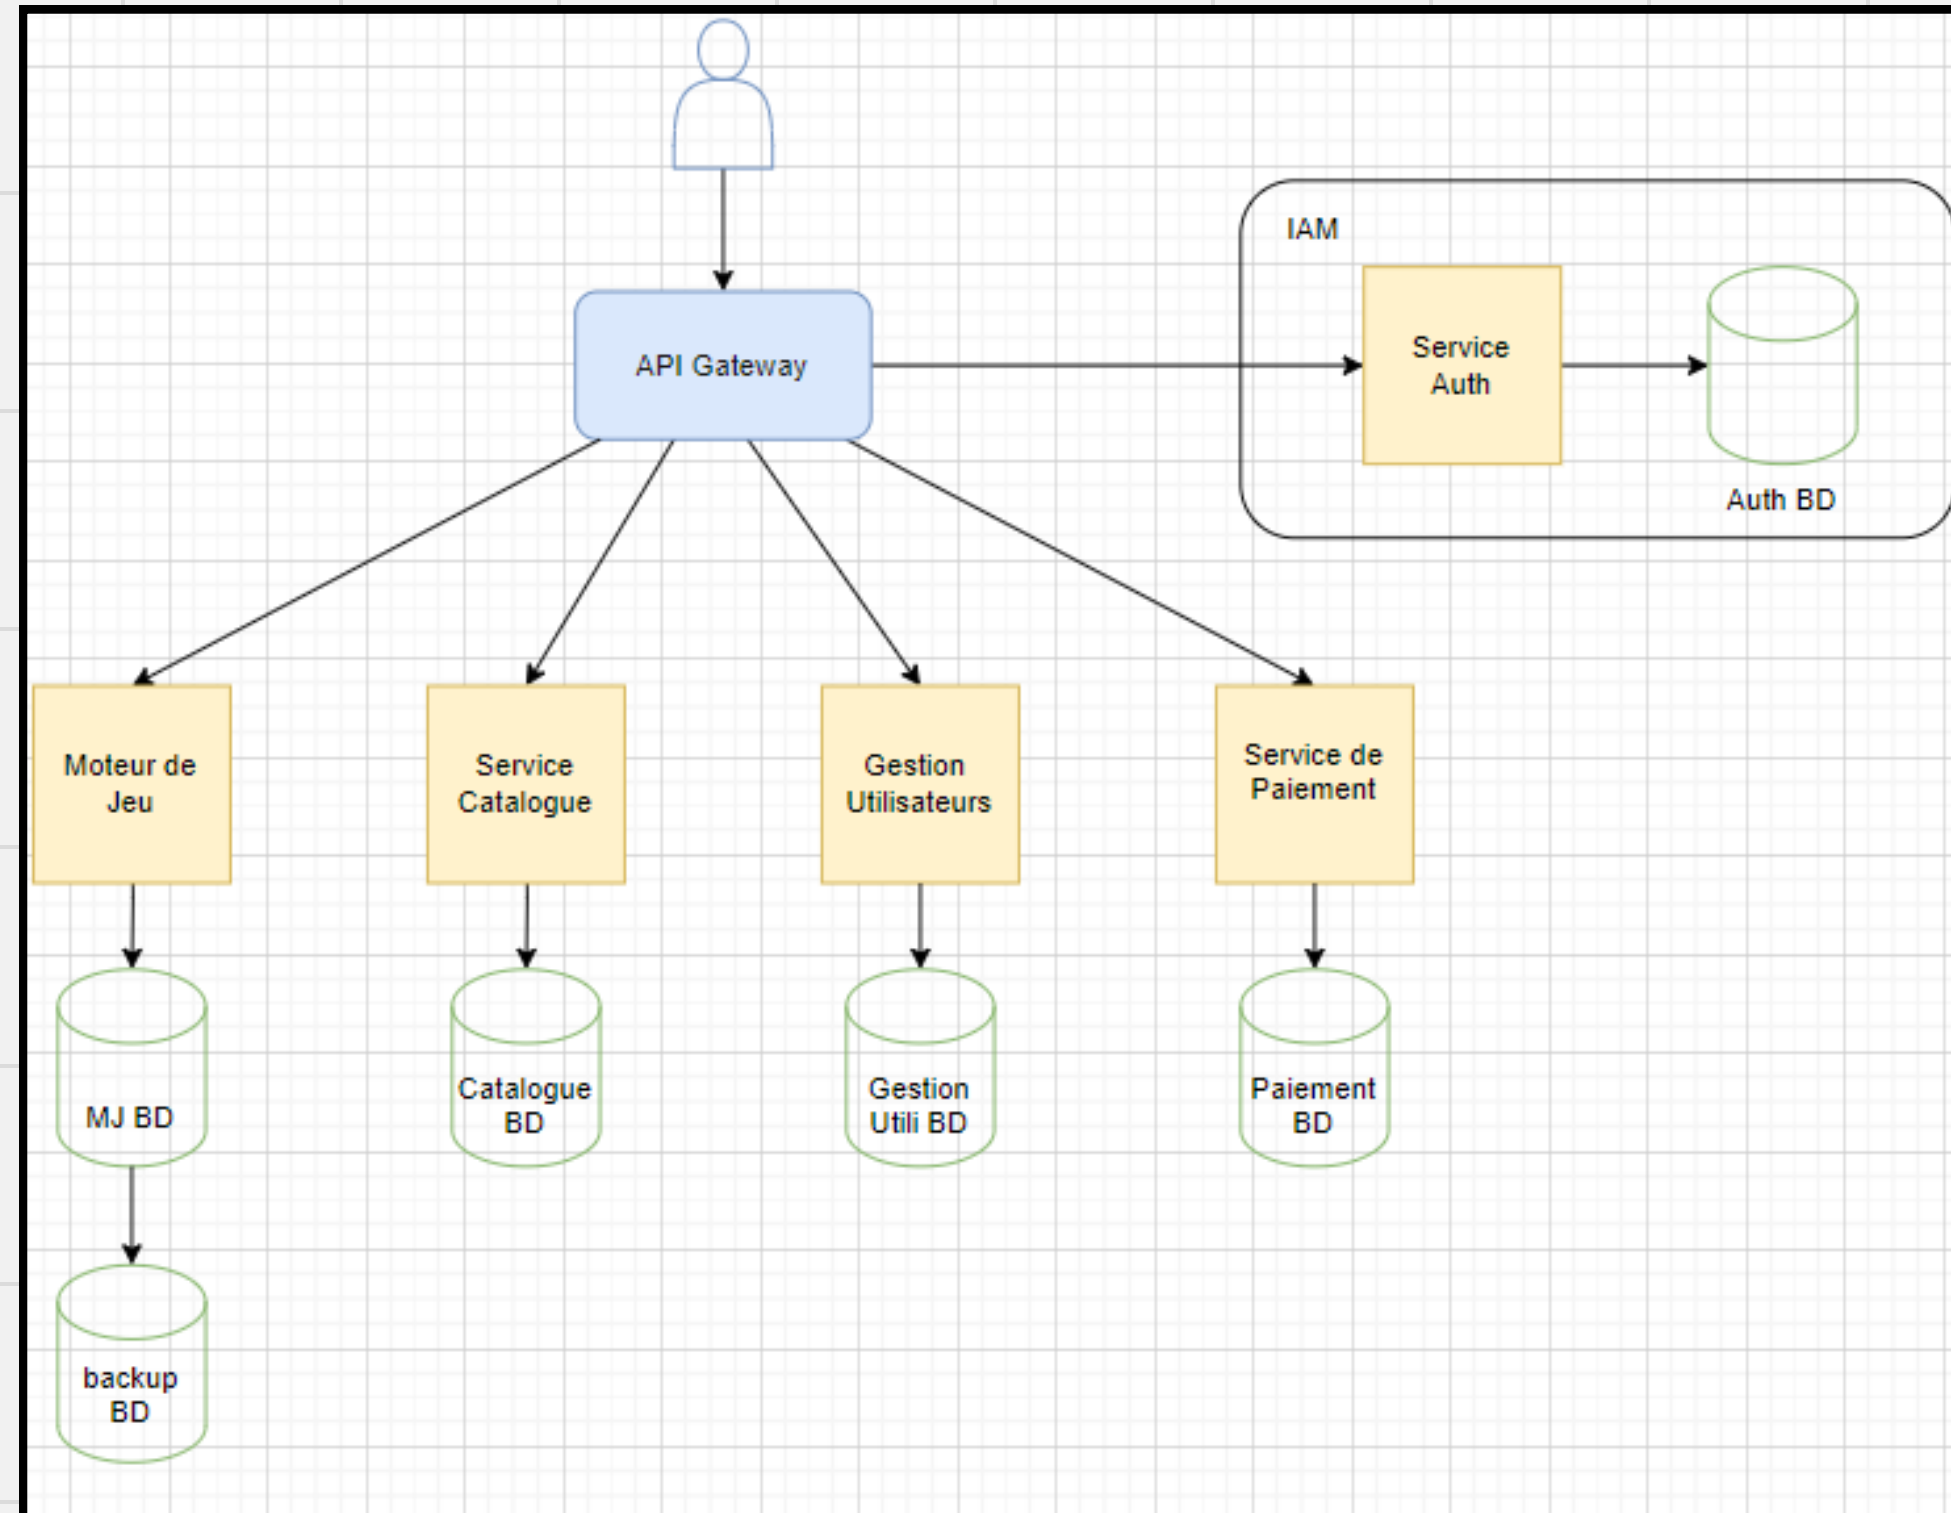 IAM
API Gateway
Service
Auth
Auth BD
Moteur de
Jeu
Service
Catalogue
Gestion
Utilisateurs
Service de
Paiement
MJ BD
Catalogue
BD
Gestion
Utili BD
Paiement
BD
backup
BD